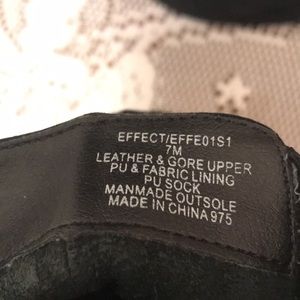 EFFECT/EFFE01S1
7M
LEATHER & GORE UPPER
PU & FABRIC LINING
PU SOCK
MANMADE OUTSOLE
MADE IN CHINA 975